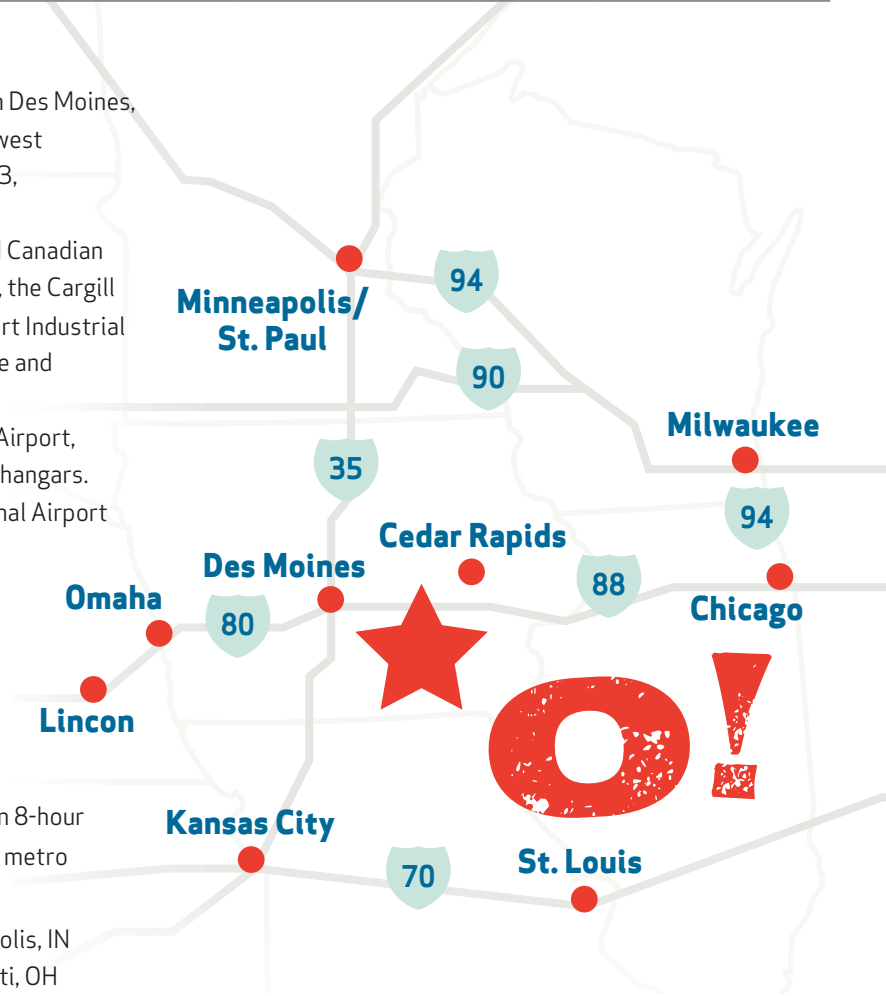 n Des Moines,
west
3,
l Canadian
, the Cargill
rt Industrial
e and
Airport,
hangars.
nal Airport
n 8-hour
metro
olis, IN
ti, OH
Minneapolis/
St. Paul
94
90
35
Milwaukee
94
Cedar Rapids
Des Moines
88
Omaha
80
Chicago
Lincon
O!
Kansas City
70
St. Louis